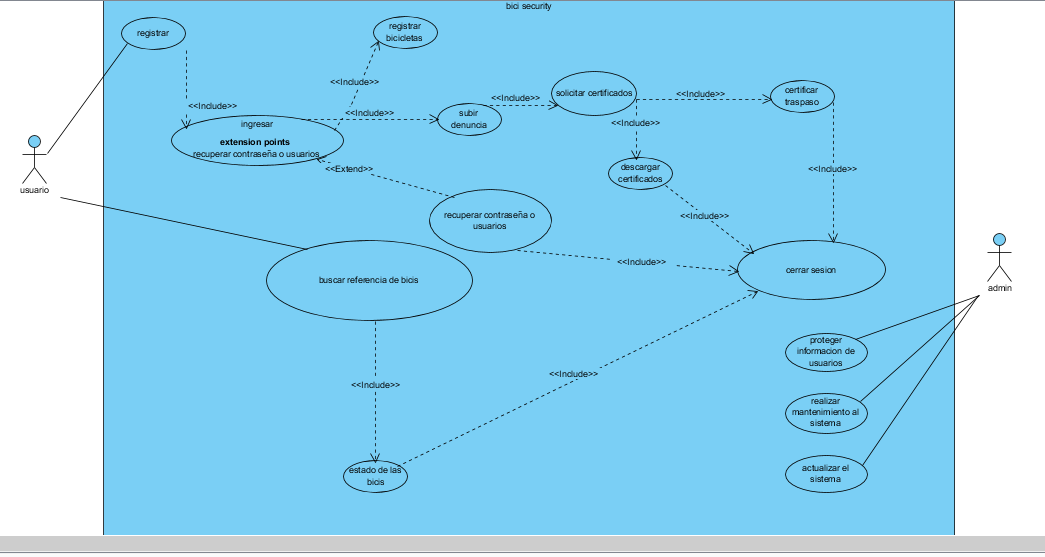 bici security
registrar
registrar
bicicletas
<<Include>>
<<Include>>
<<Include>>
ingresar
extension points
recuperar contraseña o usuarios
<<Extend>>
subir
denuncia
<<Include>>
solicitar certificados
<<Include>>
certificar
traspaso
<<Include>>
descargar
certificados
<<Include>>
<<Include>>
usuario
recuperar contraseña o
usuarios
<<Include>>
cerrar sesion
buscar referencia de bicis
admin
proteger
informacion de
usuarios
<<Include>>
<<Include>>
realizar
mantenimiento al
sistema
estado de las
bicis
actualizar el
sistema